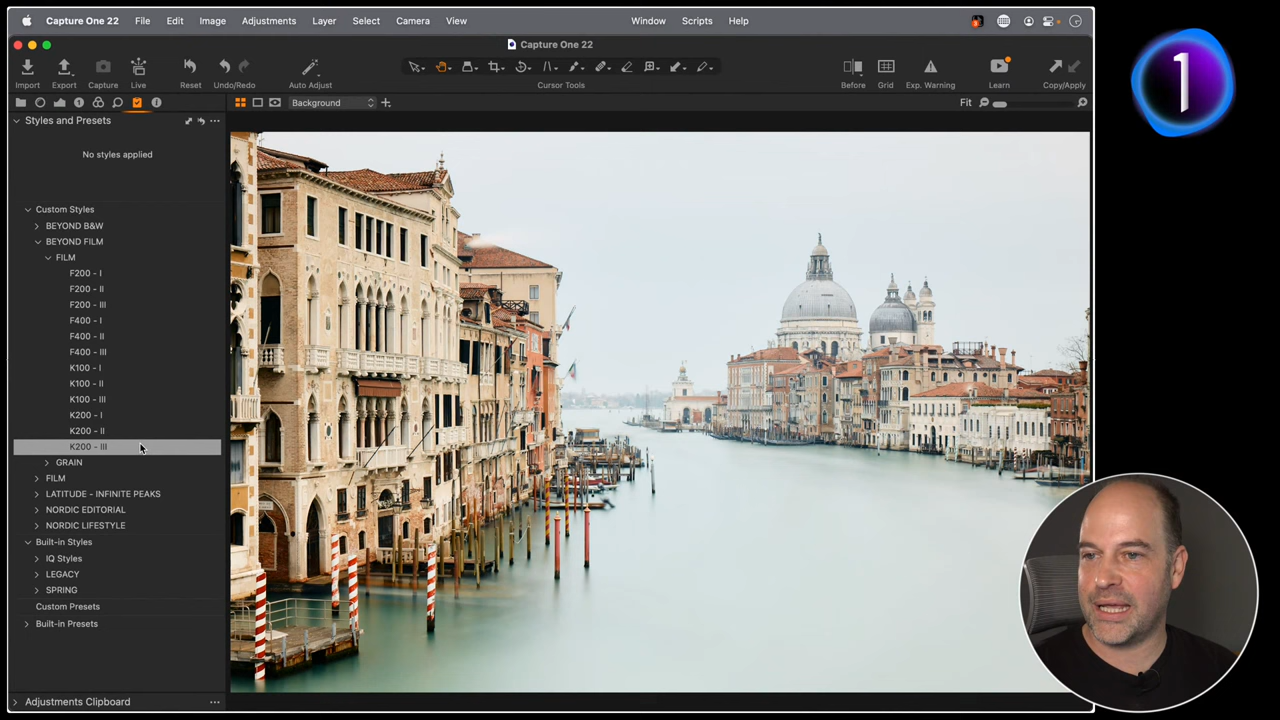 Capture One 22 File Edit Image Adjustments Layer Select Camera View Window Scripts Help
Capture One 22
Import Export Capture Live Reset Undo/Redo Auto Adjust Cursor Tools Before Grid Exp. Warning Learn Copy/Apply
Background Fit
Styles and Presets
No styles applied
Custom Styles
BEYOND B&W
BEYOND FILM
FILM
F200 - I
F200 - II
F200 - III
F400 - I
F400 - II
F400 - III
K100 - I
K100 - II
K100 - III
K200 - I
K200 - II
K200 - III
GRAIN
FILM
LATITUDE - INFINITE PEAKS
NORDIC EDITORIAL
NORDIC LIFESTYLE
Built-in Styles
IQ Styles
LEGACY
SPRING
Custom Presets
Built-in Presets
Adjustments Clipboard
1